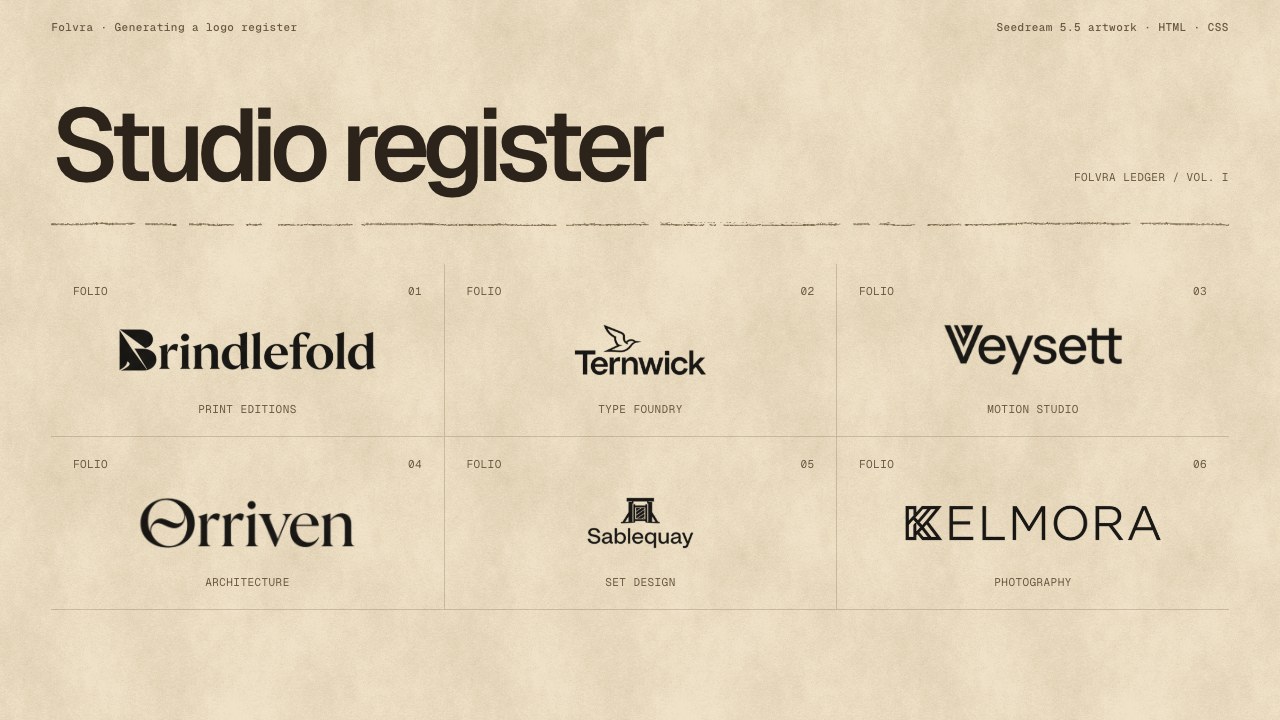 Folvra · Generating a logo register
Seedream 5.5 artwork · HTML · CSS
Studio register
FOLVRA LEDGER / VOL. I
FOLIO 01
Brindlefold
PRINT EDITIONS
FOLIO 02
Ternwick
TYPE FOUNDRY
FOLIO 03
Veysett
MOTION STUDIO
FOLIO 04
Orriven
ARCHITECTURE
FOLIO 05
Sablequay
SET DESIGN
FOLIO 06
KELMORA
PHOTOGRAPHY